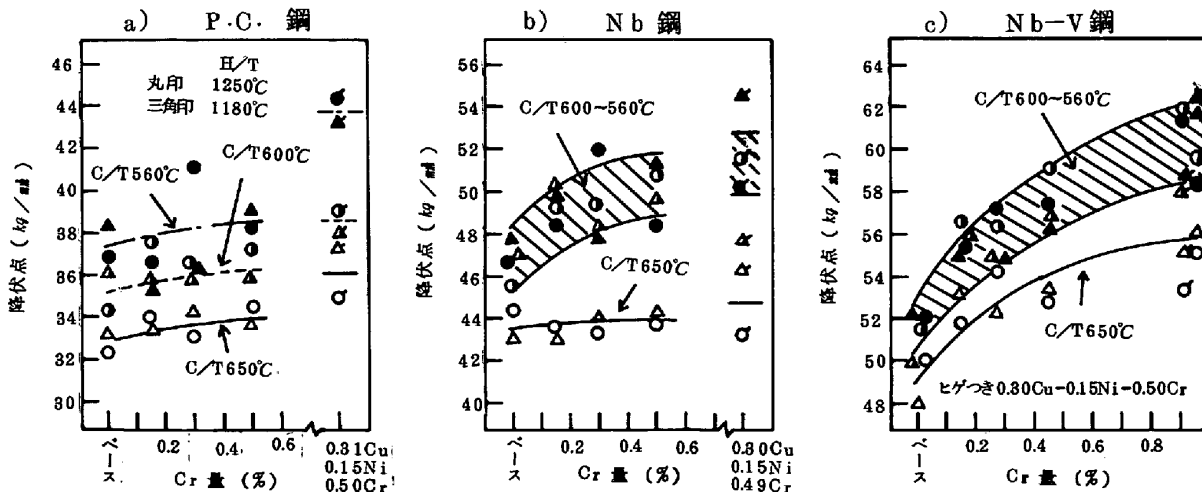 a) P.C. 鋼
H/T
丸印 1250℃
三角印 1180℃
C/T560℃
C/T600℃
C/T650℃
46
44
42
40
38
36
34
32
30
降伏点 (kg/㎟)
ベース
0.2
0.4
0.6
0.31Cu
0.15Ni
0.50Cr
Cr 量 (%)
b) Nb 鋼
C/T600~560℃
C/T650℃
56
54
52
50
48
46
44
43
40
降伏点 (kg/㎟)
ベース
0.2
0.4
0.6
0.30Cu
0.15Ni
0.49Cr
Cr 量 (%)
c) Nb-V鋼
C/T600~560℃
C/T650℃
ヒゲつき0.30Cu-0.15Ni-0.50Cr
64
62
60
58
56
54
52
50
48
降伏点 (kg/㎟)
ベース
0.2
0.4
0.6
0.8
Cr 量 (%)